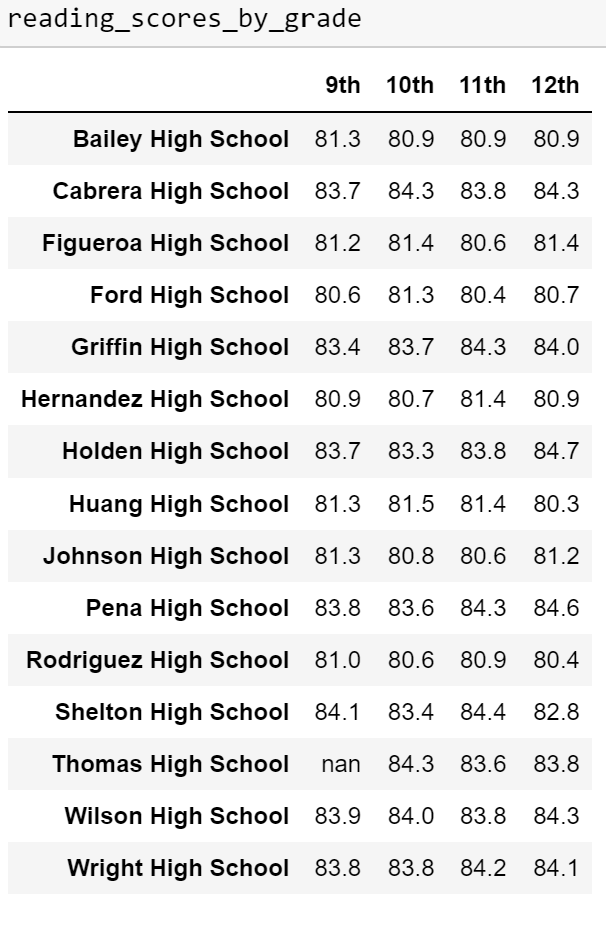 reading_scores_by_grade
9th 10th 11th 12th
Bailey High School 81.3 80.9 80.9 80.9
Cabrera High School 83.7 84.3 83.8 84.3
Figueroa High School 81.2 81.4 80.6 81.4
Ford High School 80.6 81.3 80.4 80.7
Griffin High School 83.4 83.7 84.3 84.0
Hernandez High School 80.9 80.7 81.4 80.9
Holden High School 83.7 83.3 83.8 84.7
Huang High School 81.3 81.5 81.4 80.3
Johnson High School 81.3 80.8 80.6 81.2
Pena High School 83.8 83.6 84.3 84.6
Rodriguez High School 81.0 80.6 80.9 80.4
Shelton High School 84.1 83.4 84.4 82.8
Thomas High School nan 84.3 83.6 83.8
Wilson High School 83.9 84.0 83.8 84.3
Wright High School 83.8 83.8 84.2 84.1